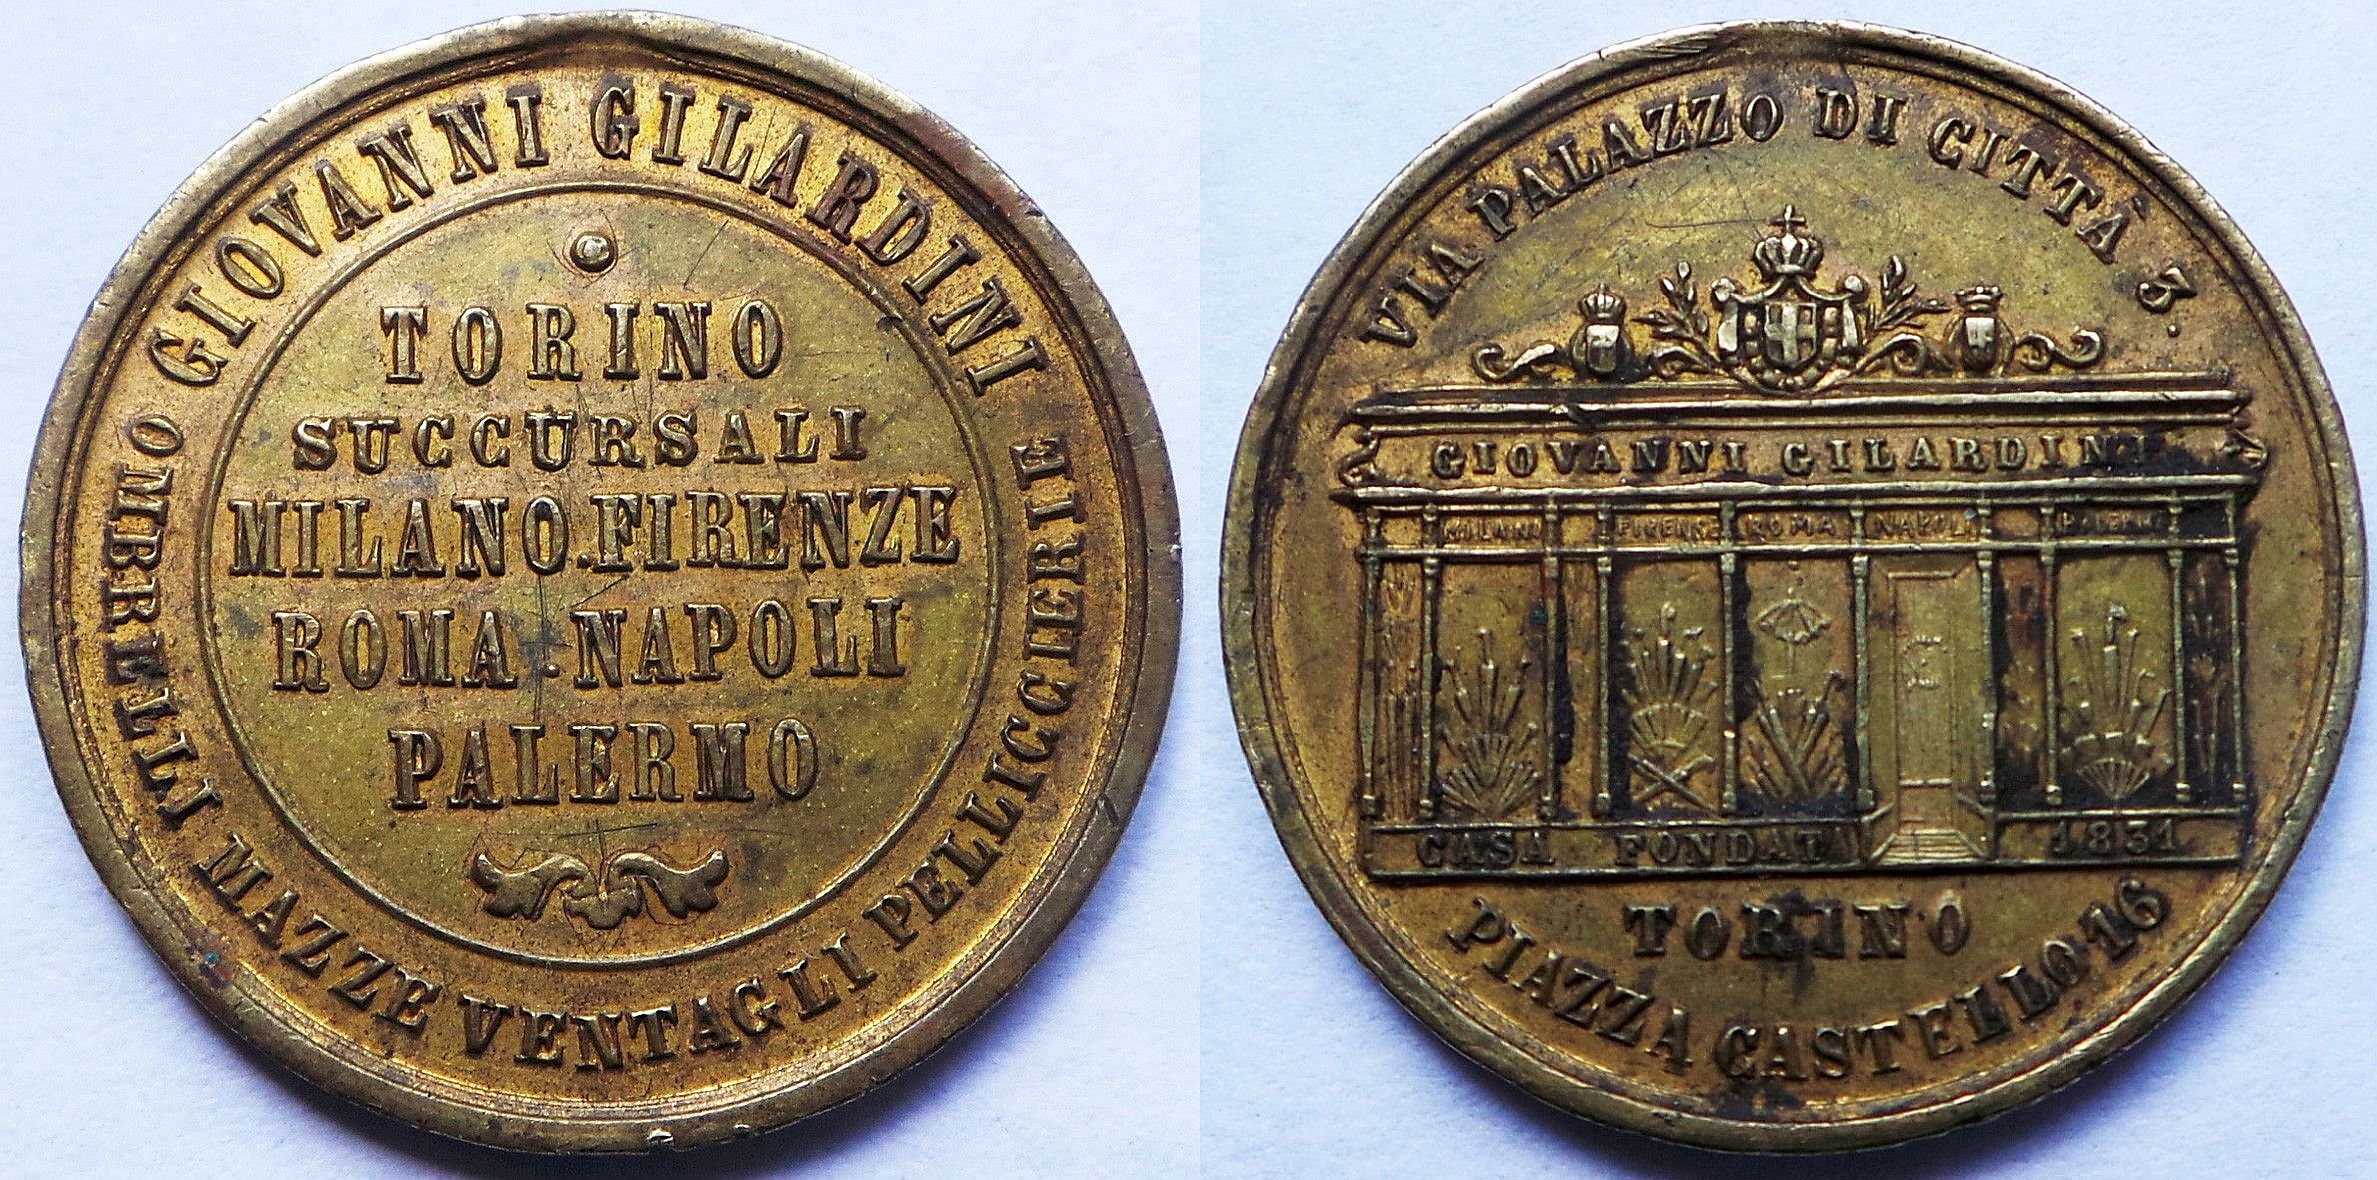 GIOVANNI GILARDINI
OMBRELLI MAZZE VENTAGLI PELLICCIERIE
TORINO
SUCCURSALI
MILANO.FIRENZE
ROMA.NAPOLI
PALERMO
VIA PALAZZO DI CITTÀ 3.
GIOVANNI GILARDINI
MILANO FIRENZE ROMA NAPOLI PALERMO
CASA FONDATA 1831
TORINO
PIAZZA CASTELLO 16